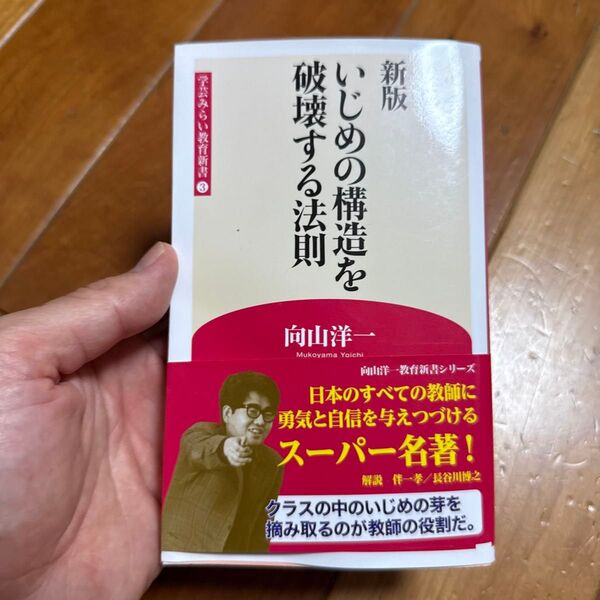 新版
いじめの構造を
破壊する法則
学芸みらい教育新書 3
向山洋一
Mukoyama Yoichi
向山洋一教育新書シリーズ
日本のすべての教師に
勇気と自信を与えつづける
スーパー名著!
解説 伴一孝/長谷川博之
クラスの中のいじめの芽を
摘み取るのが教師の役割だ。